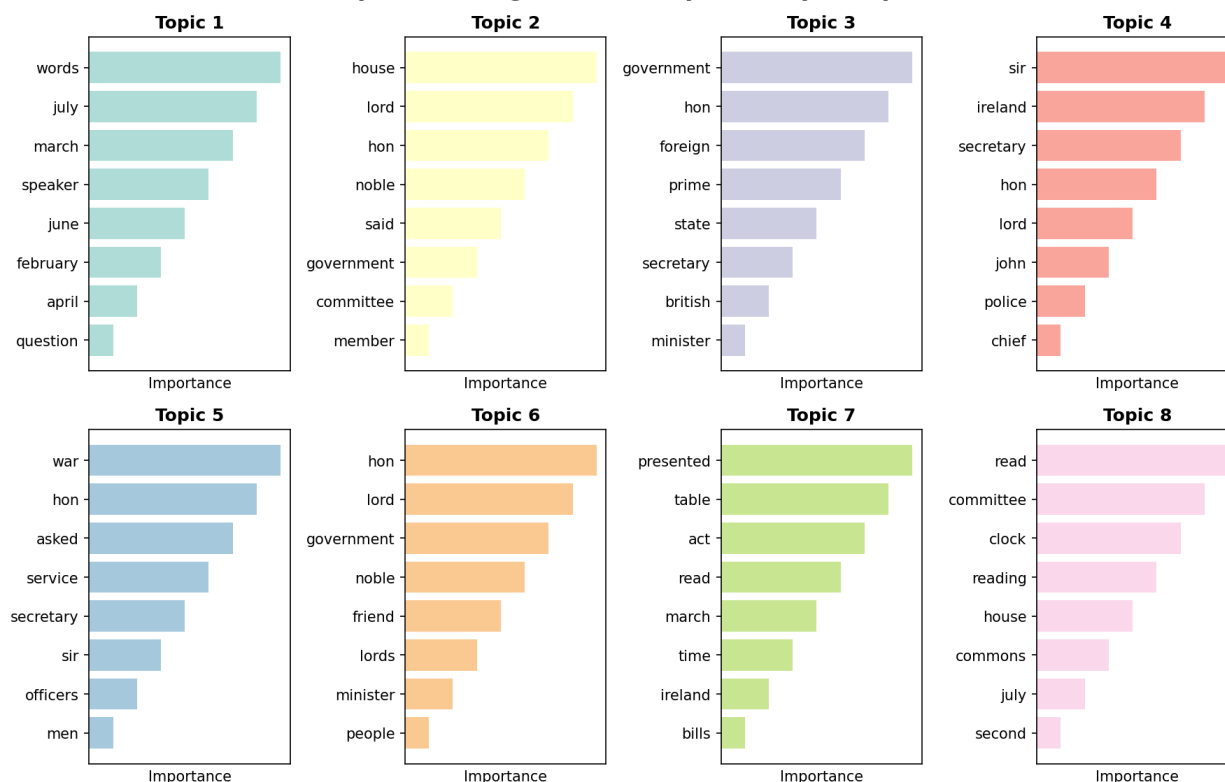 Topic 1
words
july
march
speaker
june
february
april
question
Importance
Topic 2
house
lord
hon
noble
said
government
committee
member
Importance
Topic 3
government
hon
foreign
prime
state
secretary
british
minister
Importance
Topic 4
sir
ireland
secretary
hon
lord
john
police
chief
Importance
Topic 5
war
hon
asked
service
secretary
sir
officers
men
Importance
Topic 6
hon
lord
government
noble
friend
lords
minister
people
Importance
Topic 7
presented
table
act
read
march
time
ireland
bills
Importance
Topic 8
read
committee
clock
reading
house
commons
july
second
Importance